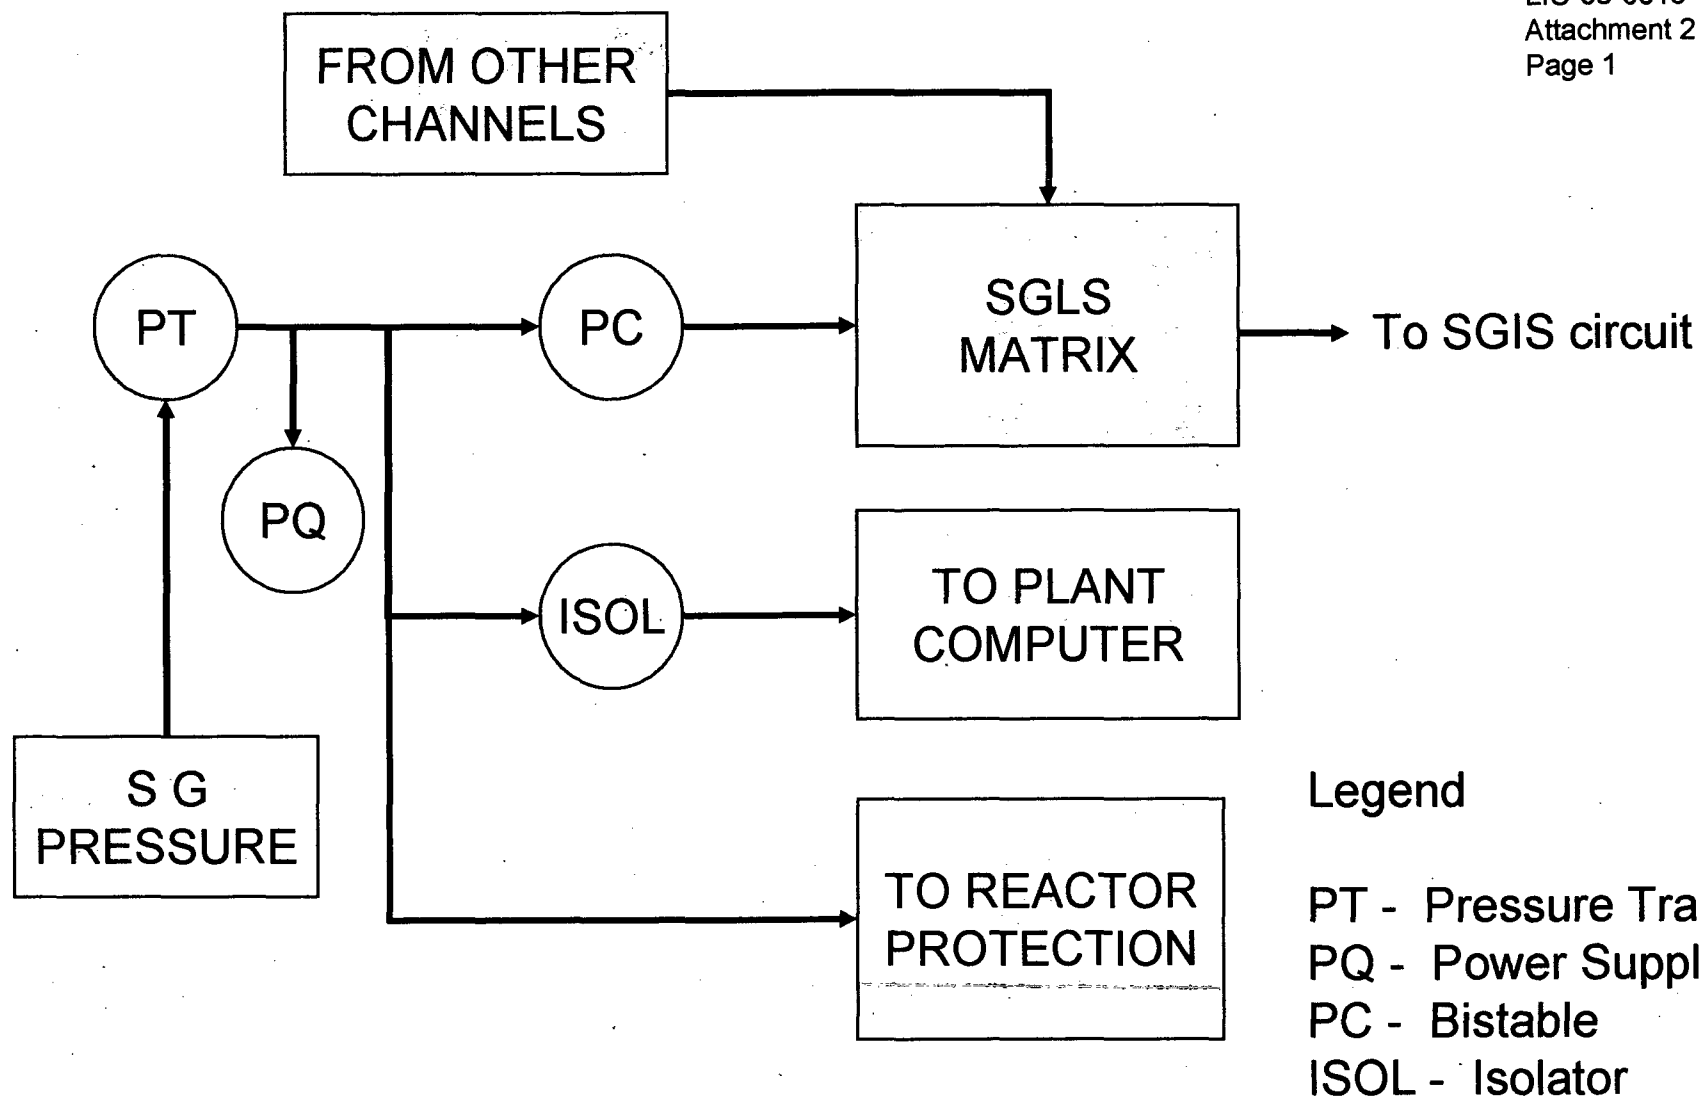 Attachment 2
Page 1
FROM OTHER
CHANNELS
PT
PC
SGLS
MATRIX
To SGIS circuit
PQ
ISOL
TO PLANT
COMPUTER
S G
PRESSURE
TO REACTOR
PROTECTION
Legend
PT - Pressure Tra
PQ - Power Suppl
PC - Bistable
ISOL - Isolator